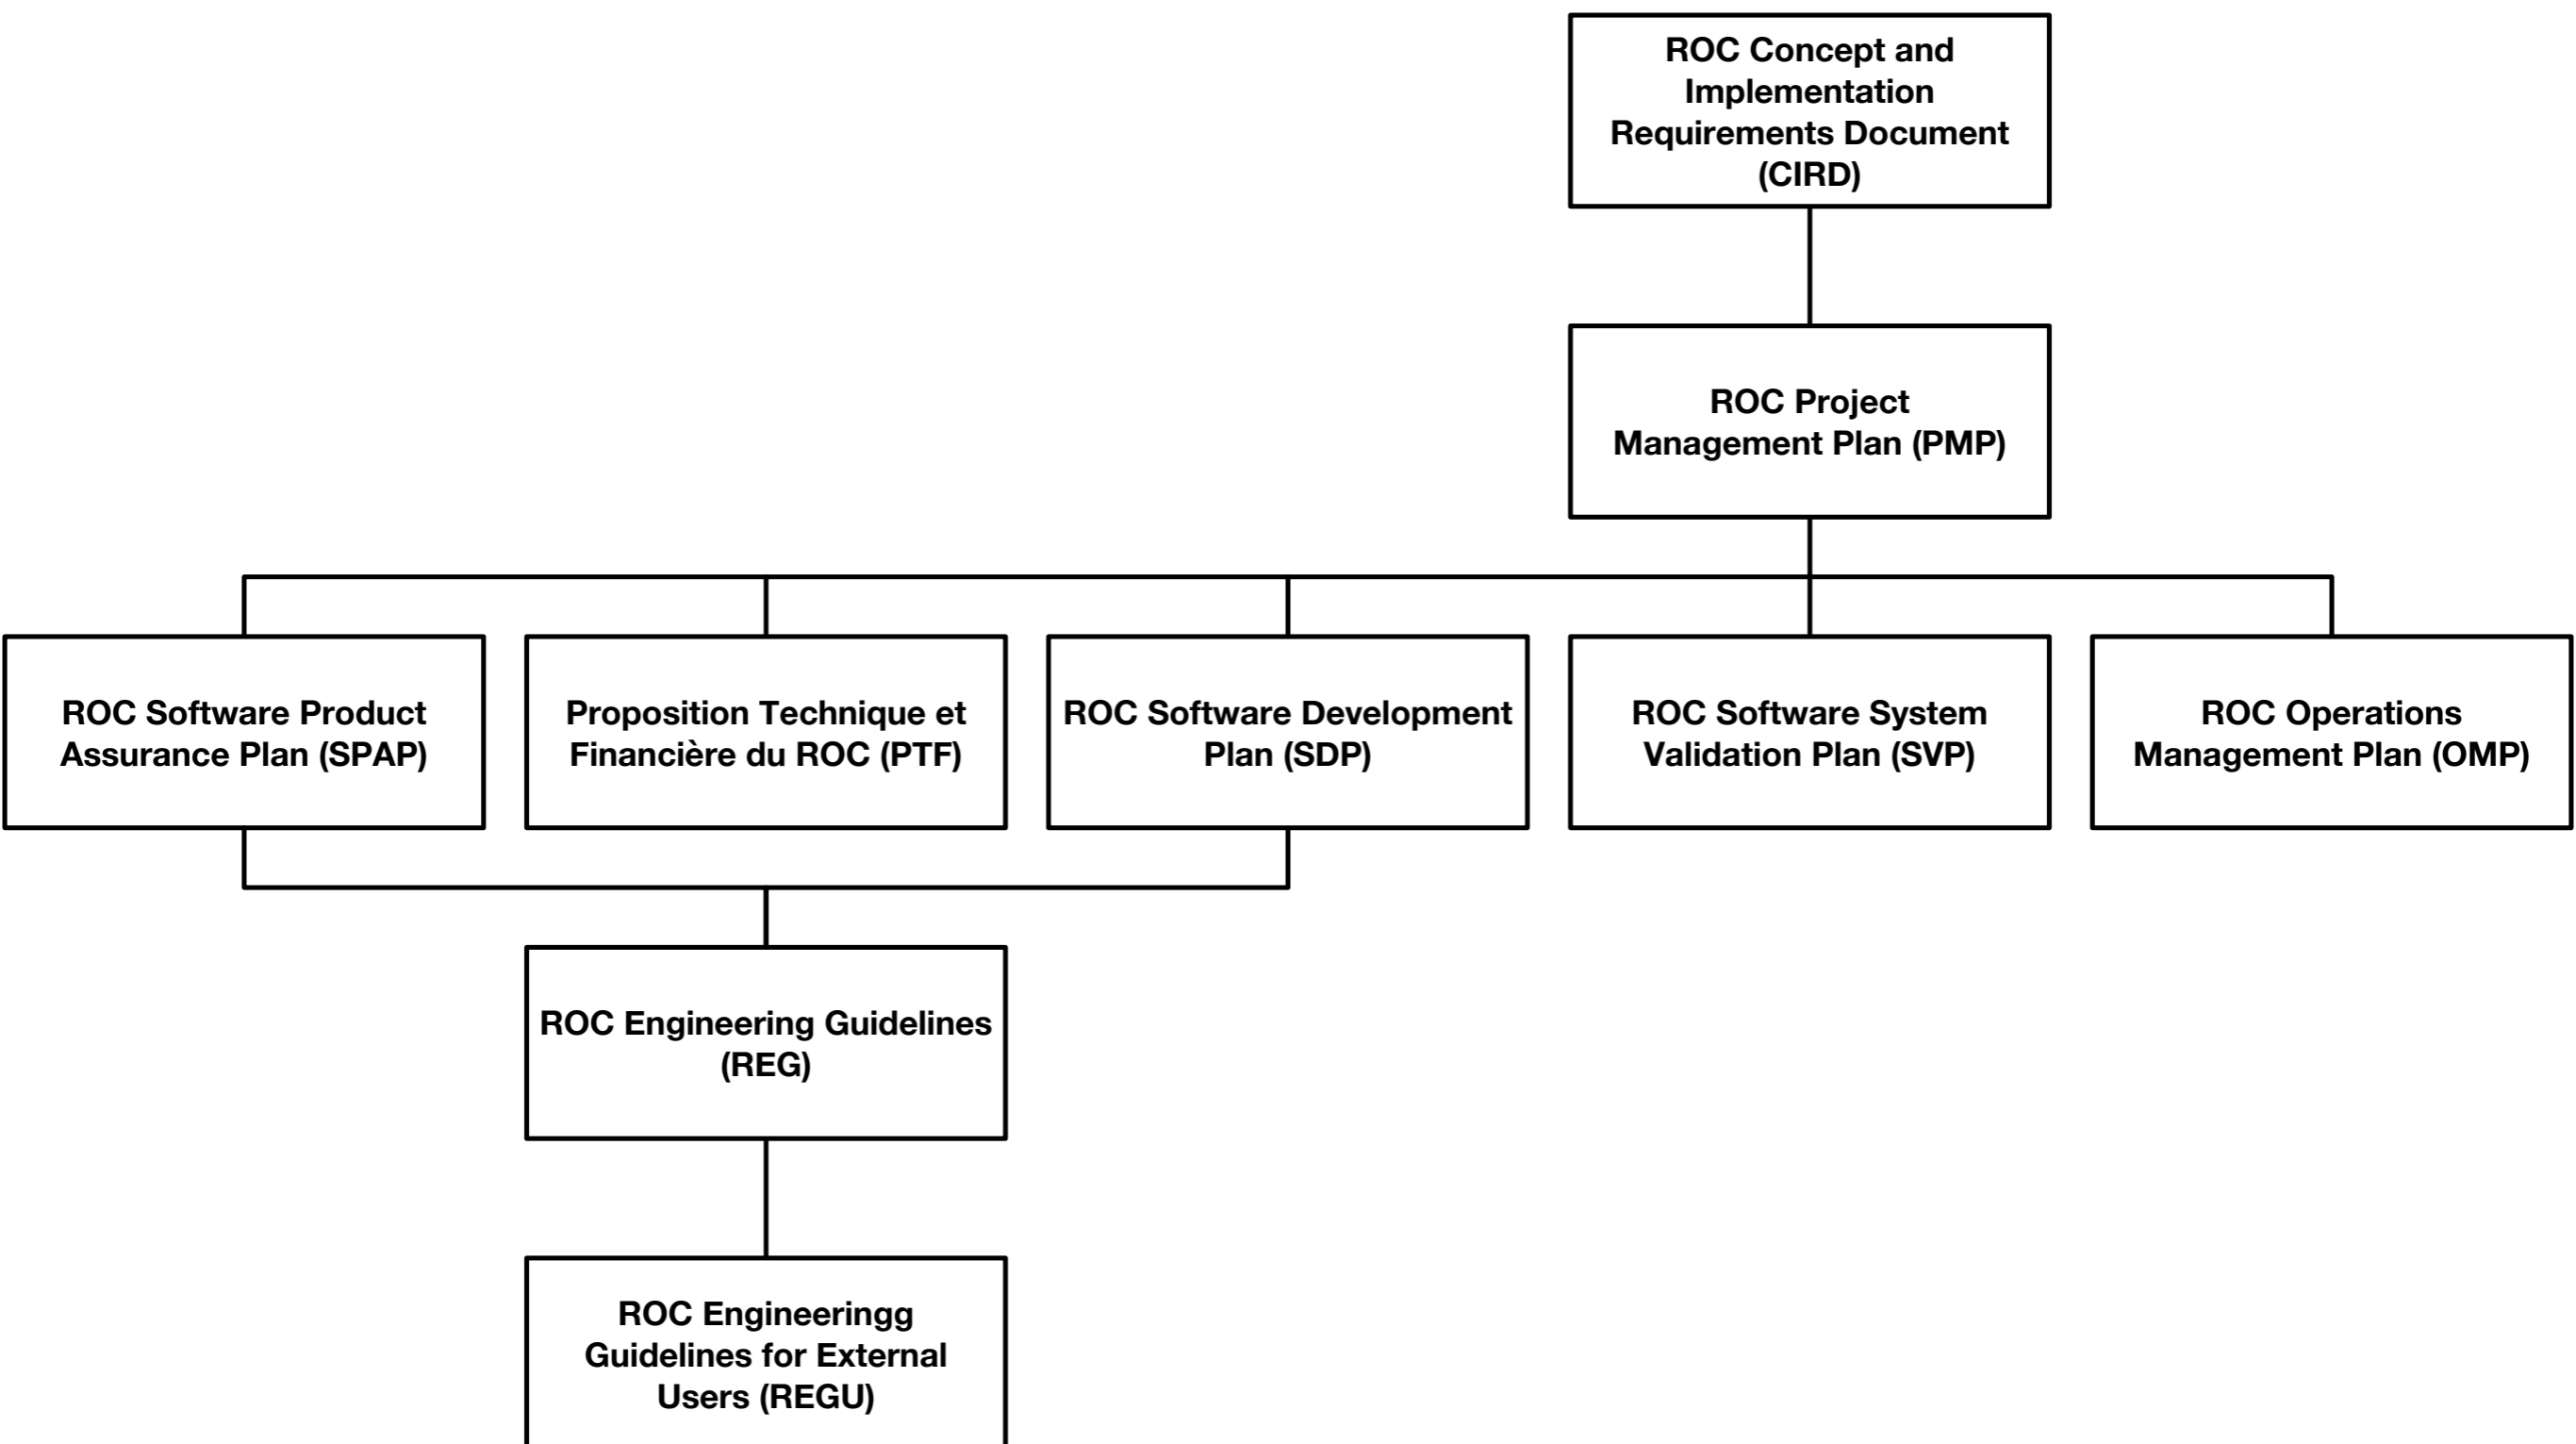 ROC Concept and
Implementation
Requirements Document
(CIRD)
ROC Project
Management Plan (PMP)
ROC Software Product
Assurance Plan (SPAP)
Proposition Technique et
Financière du ROC (PTF)
ROC Software Development
Plan (SDP)
ROC Software System
Validation Plan (SVP)
ROC Operations
Management Plan (OMP)
ROC Engineering Guidelines
(REG)
ROC Engineeringg
Guidelines for External
Users (REGU)